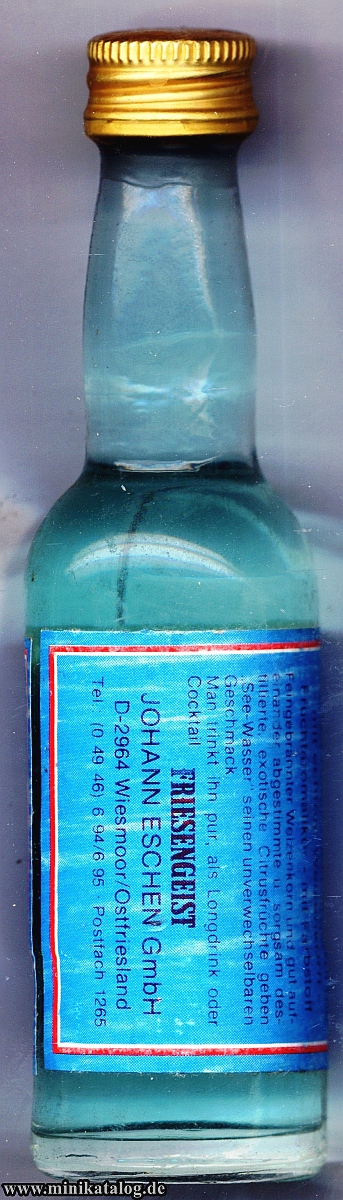 Feingebrannter Weizenkorn und gut auf-
einander abgestimmte u. sorgsam des-
tillierte exotische Citrusfrüchte geben
„See-Wasser" seinen unverwechselbaren
Geschmack.
Man trinkt ihn pur, als Longdrink oder
Cocktail
FRIESENGEIST
JOHANN ESCHEN GmbH
D-2964 Wiesmoor/Ostfriesland
Tel. (0 49 46) 6 94/6 95 Postfach 1265
www.minikatalog.de